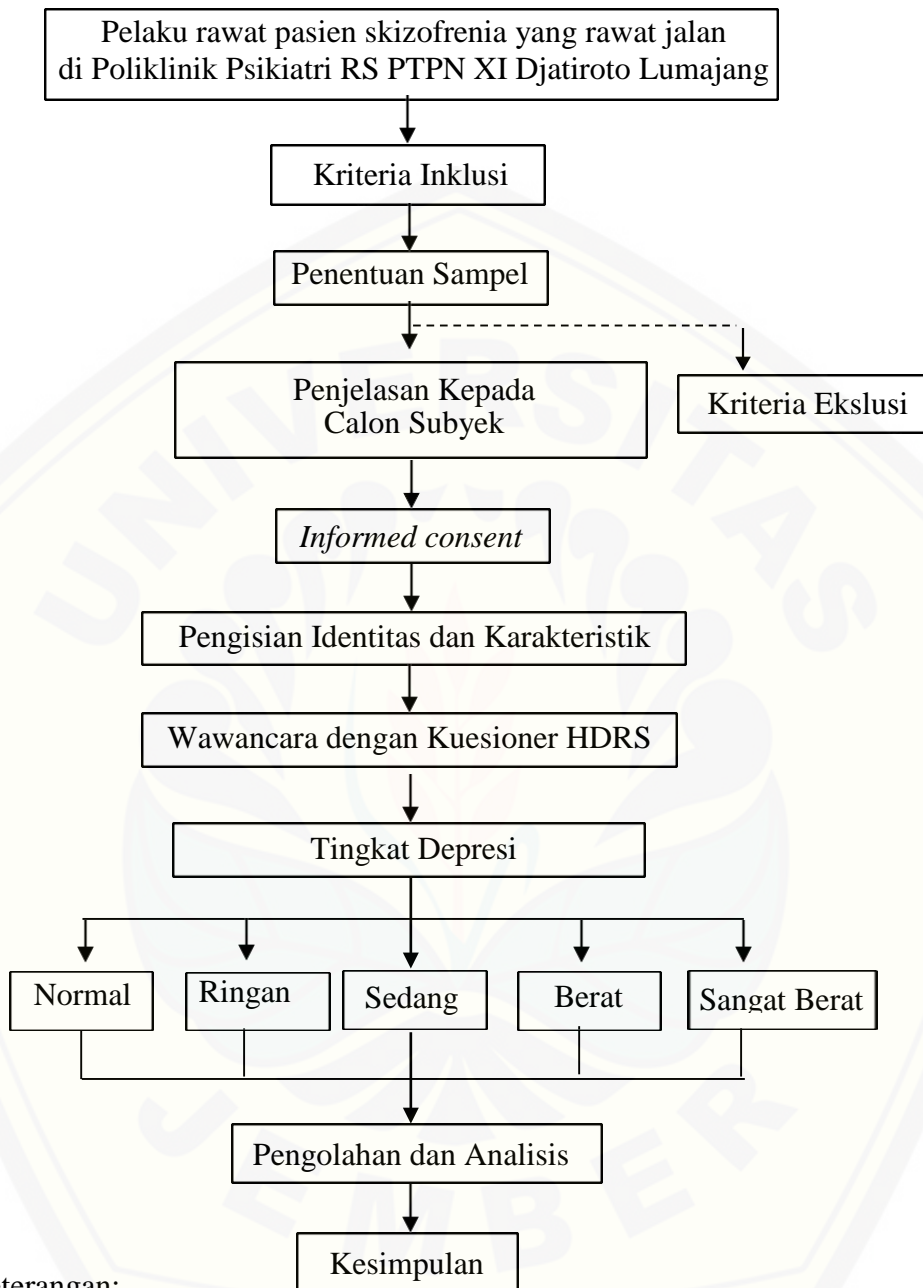 Pelaku rawat pasien skizofrenia yang rawat jalan
di Poliklinik Psikiatri RS PTPN XI Djatiroto Lumajang
Kriteria Inklusi
Penentuan Sampel
Penjelasan Kepada
Calon Subyek
Kriteria Ekslusi
Informed consent
Pengisian Identitas dan Karakteristik
Wawancara dengan Kuesioner HDRS
Tingkat Depresi
Normal
Ringan
Sedang
Berat
Sangat Berat
Pengolahan dan Analisis
Kesimpulan
UNIVERSITAS
JEMBER